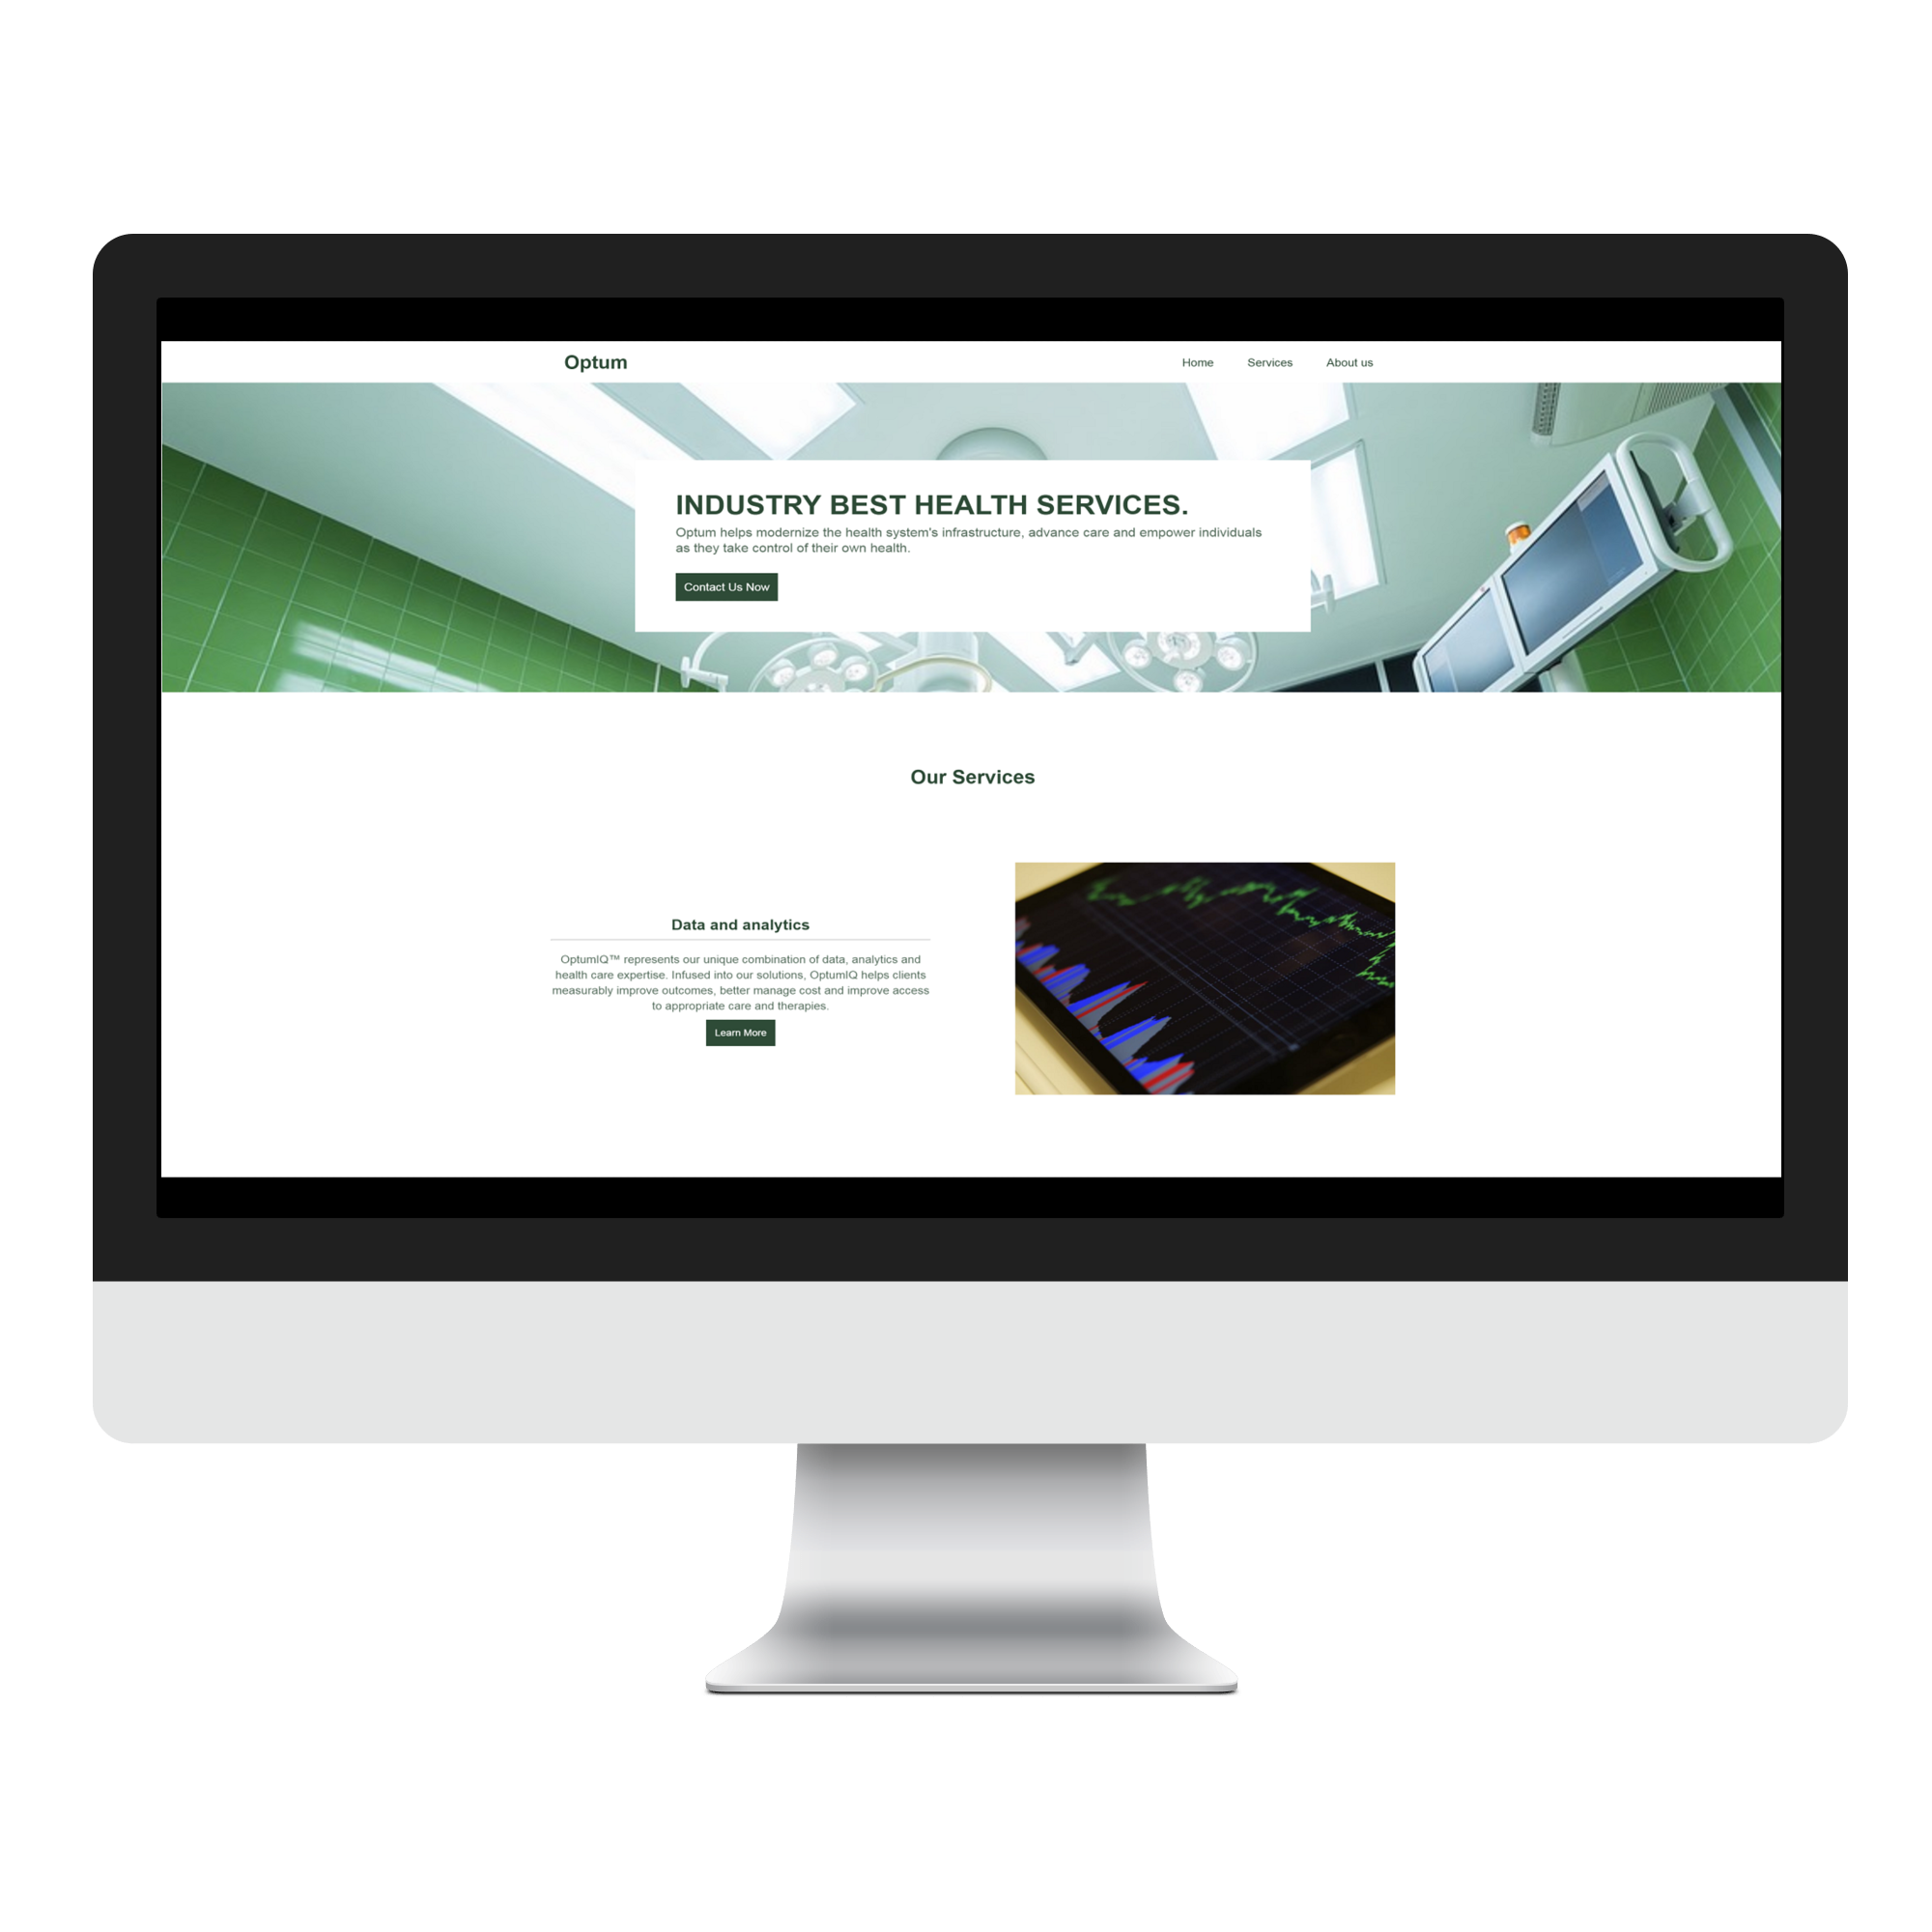 Optum
Home Services About us
INDUSTRY BEST HEALTH SERVICES.
Optum helps modernize the health system's infrastructure, advance care and empower individuals
as they take control of their own health.
Contact Us Now
Our Services
Data and analytics
OptumIQ™ represents our unique combination of data, analytics and
health care expertise. Infused into our solutions, OptumIQ helps clients
measurably improve outcomes, better manage cost and improve access
to appropriate care and therapies.
Learn More